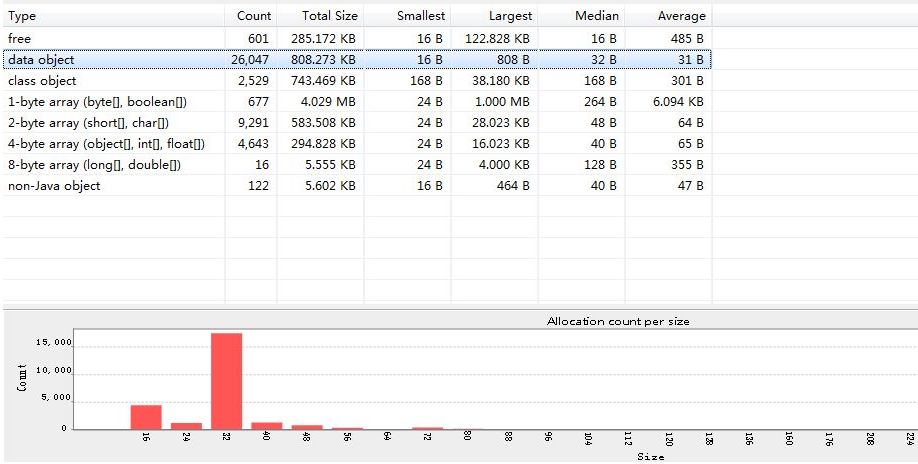 Type Count Total Size Smallest Largest Median Average
free 601 285.172 KB 16 B 122.828 KB 16 B 485 B
data object 26,047 808.273 KB 16 B 808 B 32 B 31 B
class object 2,529 743.469 KB 168 B 38.180 KB 168 B 301 B
1-byte array (byte[], boolean[]) 677 4.029 MB 24 B 1.000 MB 264 B 6.094 KB
2-byte array (short[], char[]) 9,291 583.508 KB 24 B 28.023 KB 48 B 64 B
4-byte array (object[], int[], float[]) 4,643 294.828 KB 24 B 16.023 KB 40 B 65 B
8-byte array (long[], double[]) 16 5.555 KB 24 B 4.000 KB 128 B 355 B
non-Java object 122 5.602 KB 16 B 464 B 40 B 47 B
Allocation count per size
Count
15,000
10,000
5,000
0
16 24 32 40 48 56 64 72 80 88 96 104 112 120 128 136 160 176 208 224
Size